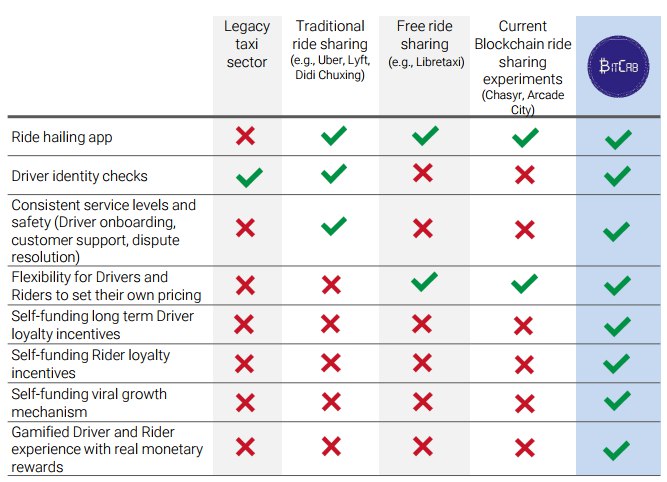 Legacy taxi sector
Traditional ride sharing (e.g., Uber, Lyft, Didi Chuxing)
Free ride sharing (e.g., Libretaxi)
Current Blockchain ride sharing experiments (Chasyr, Arcade City)
BitCab
Ride hailing app
Driver identity checks
Consistent service levels and
safety (Driver onboarding,
customer support, dispute
resolution)
Flexibility for Drivers and
Riders to set their own pricing
Self-funding long term Driver
loyalty incentives
Self-funding Rider loyalty
incentives
Self-funding viral growth
mechanism
Gamified Driver and Rider
experience with real monetary
rewards